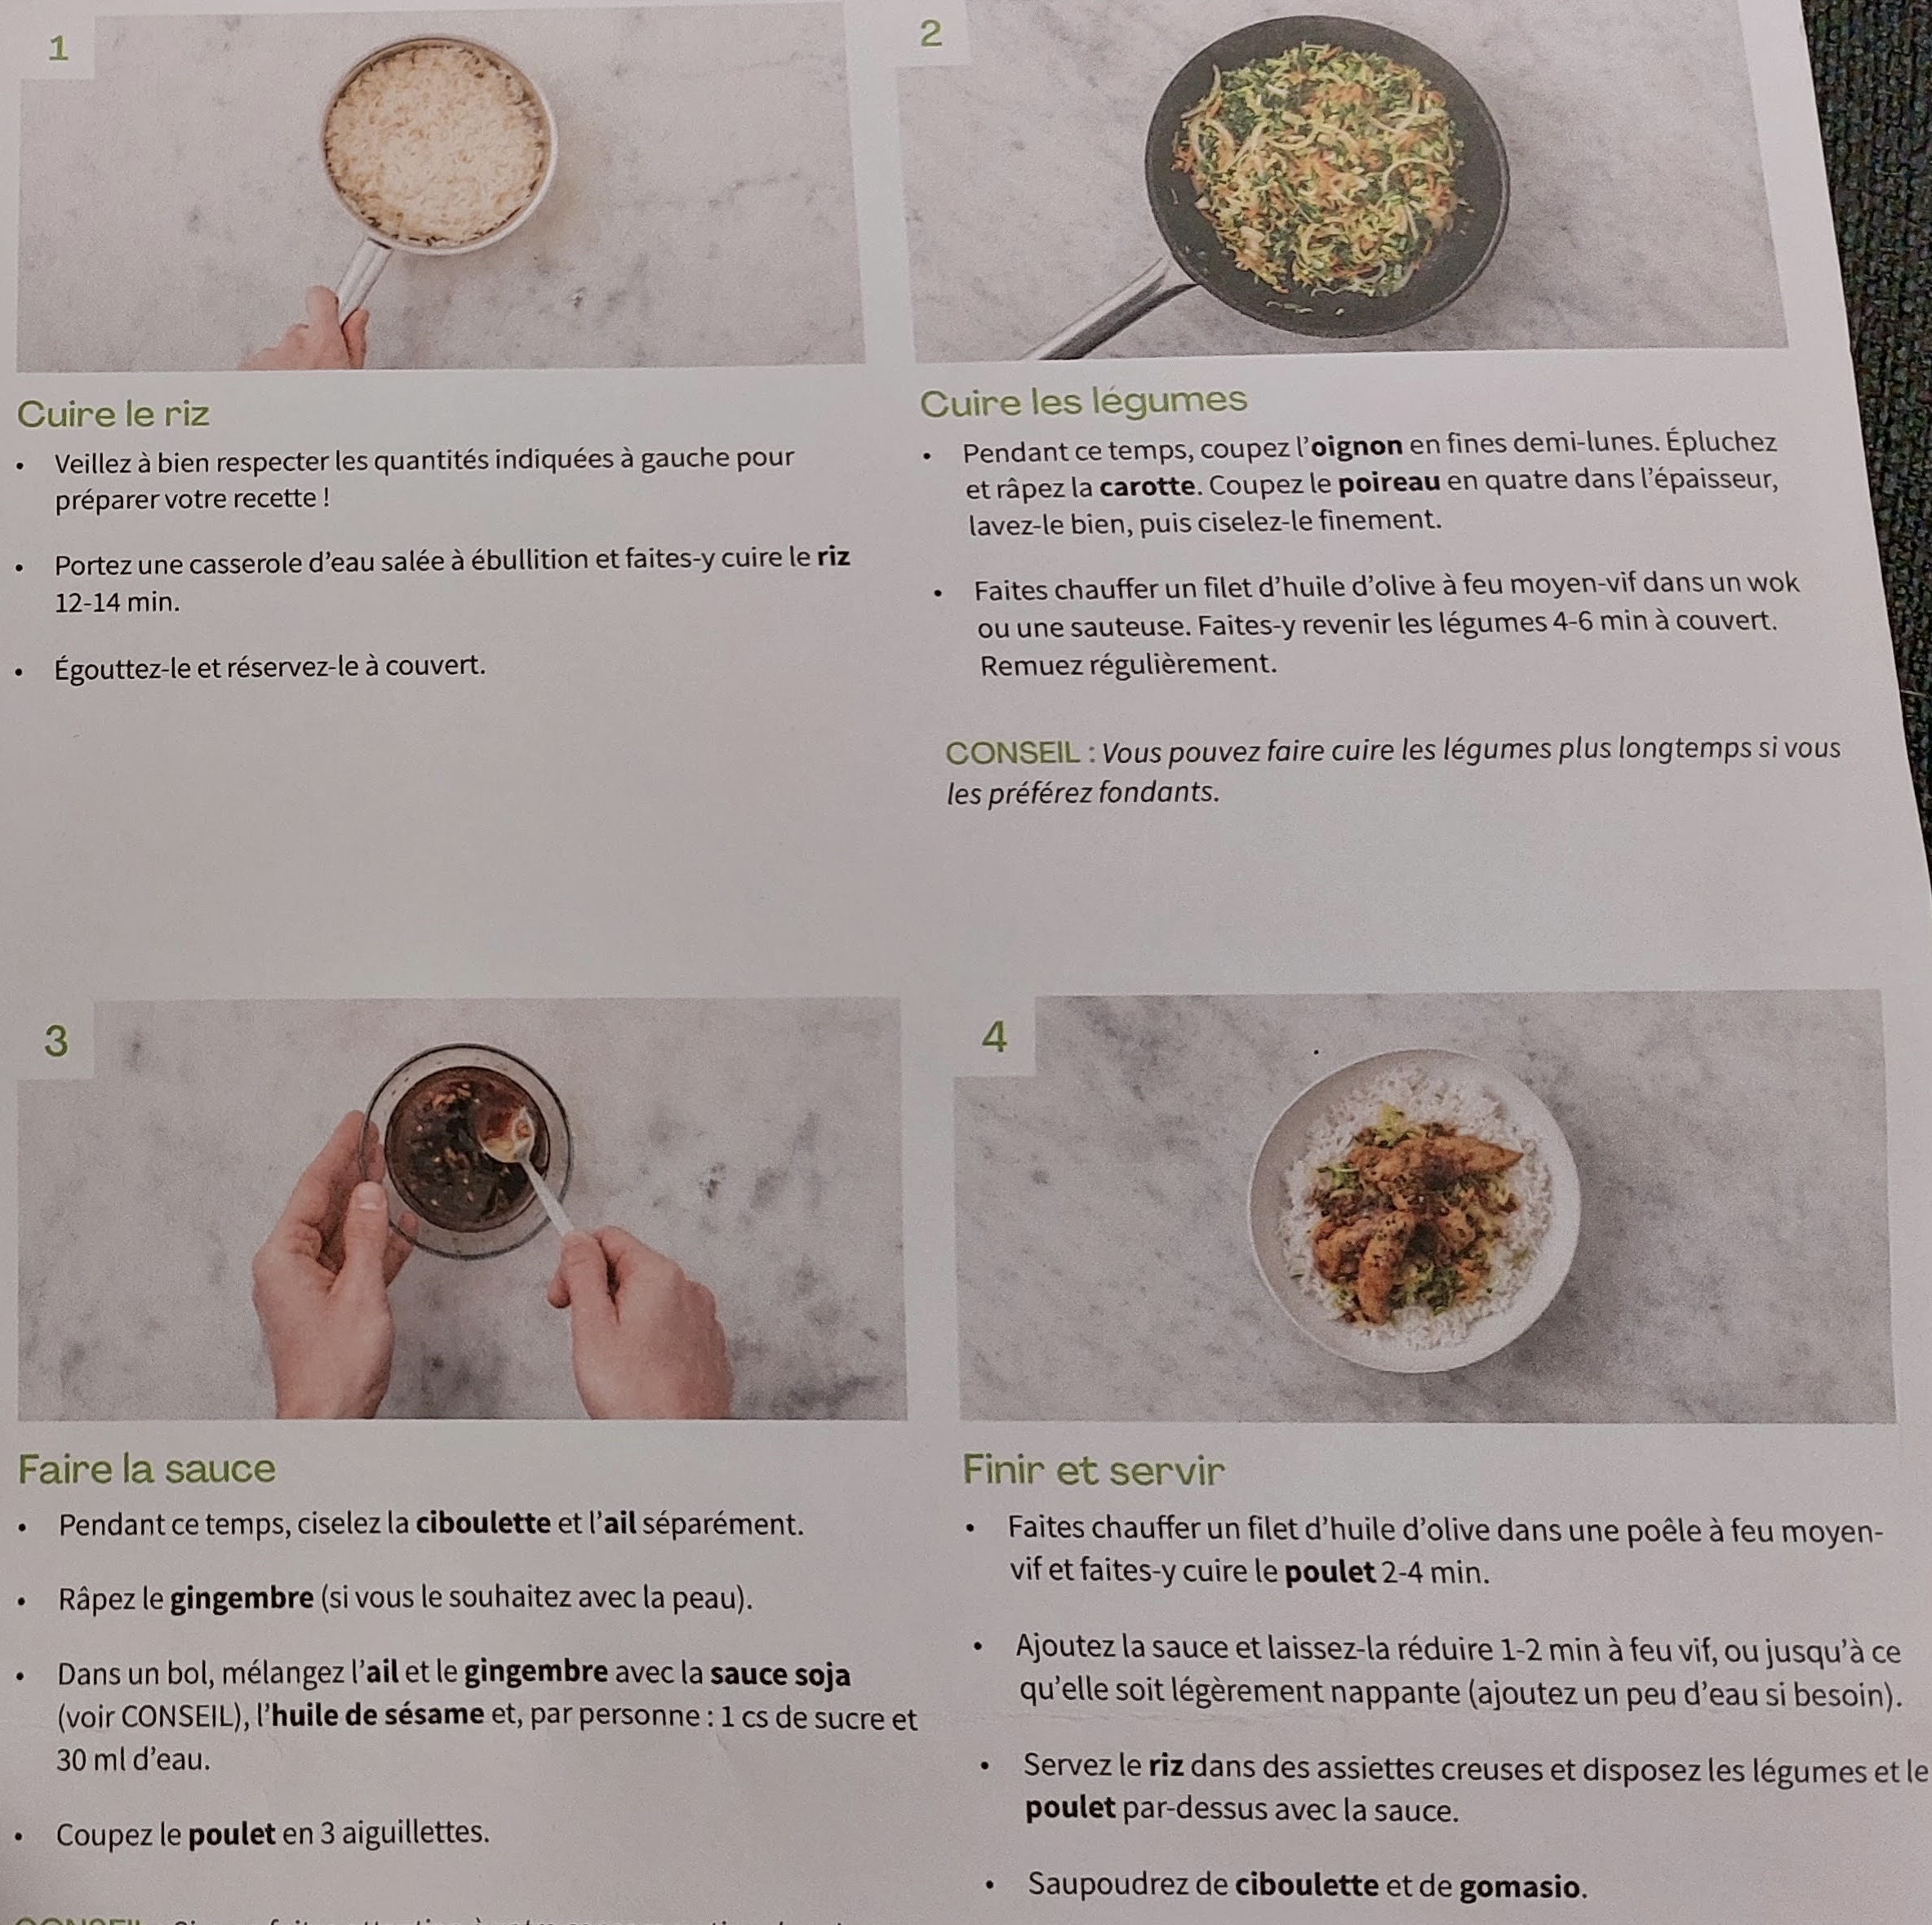 1
Cuire le riz
• Veillez à bien respecter les quantités indiquées à gauche pour
préparer votre recette !
• Portez une casserole d'eau salée à ébullition et faites-y cuire le riz
12-14 min.
• Égouttez-le et réservez-le à couvert.
2
Cuire les légumes
• Pendant ce temps, coupez l'oignon en fines demi-lunes. Épluchez
et râpez la carotte. Coupez le poireau en quatre dans l'épaisseur,
lavez-le bien, puis ciselez-le finement.
• Faites chauffer un filet d'huile d'olive à feu moyen-vif dans un wok
ou une sauteuse. Faites-y revenir les légumes 4-6 min à couvert.
Remuez régulièrement.
CONSEIL : Vous pouvez faire cuire les légumes plus longtemps si vous
les préférez fondants.
3
Faire la sauce
• Pendant ce temps, ciselez la ciboulette et l'ail séparément.
• Râpez le gingembre (si vous le souhaitez avec la peau).
• Dans un bol, mélangez l'ail et le gingembre avec la sauce soja
(voir CONSEIL), l'huile de sésame et, par personne : 1 cs de sucre et
30 ml d'eau.
• Coupez le poulet en 3 aiguillettes.
4
Finir et servir
• Faites chauffer un filet d'huile d'olive dans une poêle à feu moyen-
vif et faites-y cuire le poulet 2-4 min.
• Ajoutez la sauce et laissez-la réduire 1-2 min à feu vif, ou jusqu'à ce
qu'elle soit légèrement nappante (ajoutez un peu d'eau si besoin).
• Servez le riz dans des assiettes creuses et disposez les légumes et le
poulet par-dessus avec la sauce.
• Saupoudrez de ciboulette et de gomasio.